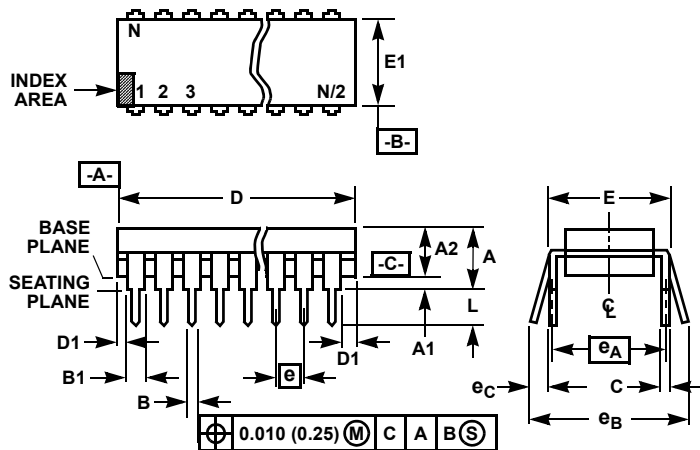 N
E1
INDEX
AREA
1 2 3 N/2
-B-
-A-
D
E
BASE
PLANE
A2
A
-C-
SEATING
PLANE
L
C
L
D1
A1
D1
e
eA
B1
eC
C
B
eB
⌖ 0.010 (0.25) Ⓜ C A B Ⓢ